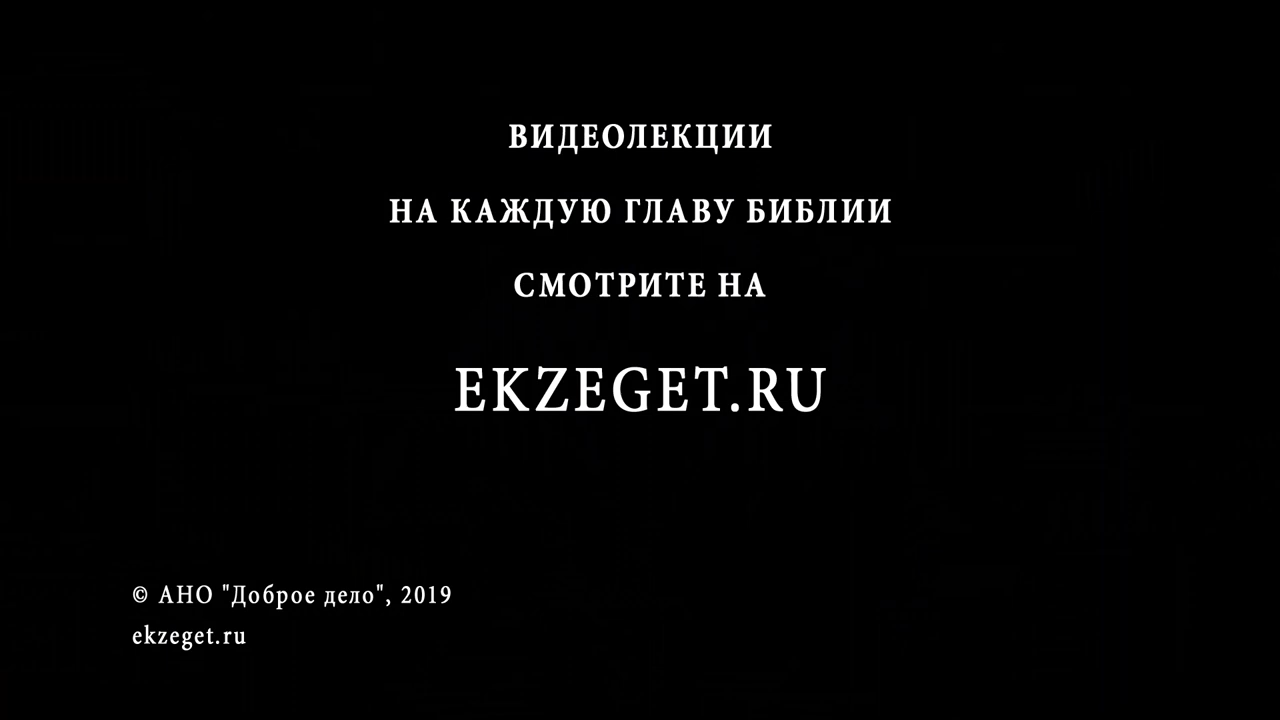 ВИДЕОЛЕКЦИИ
НА КАЖДУЮ ГЛАВУ БИБЛИИ
СМОТРИТЕ НА
EKZEGET.RU
© АНО "Доброе дело", 2019
ekzeget.ru